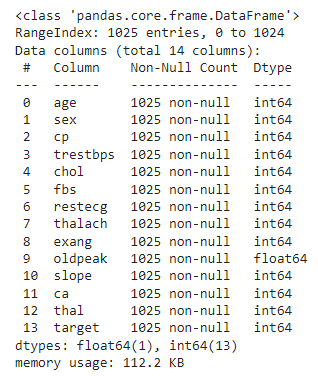 <class 'pandas.core.frame.DataFrame'>
RangeIndex: 1025 entries, 0 to 1024
Data columns (total 14 columns):
 #   Column    Non-Null Count  Dtype
---  ------    --------------  -----
 0   age       1025 non-null   int64
 1   sex       1025 non-null   int64
 2   cp        1025 non-null   int64
 3   trestbps  1025 non-null   int64
 4   chol      1025 non-null   int64
 5   fbs       1025 non-null   int64
 6   restecg   1025 non-null   int64
 7   thalach   1025 non-null   int64
 8   exang     1025 non-null   int64
 9   oldpeak   1025 non-null   float64
 10  slope     1025 non-null   int64
 11  ca        1025 non-null   int64
 12  thal      1025 non-null   int64
 13  target    1025 non-null   int64
dtypes: float64(1), int64(13)
memory usage: 112.2 KB